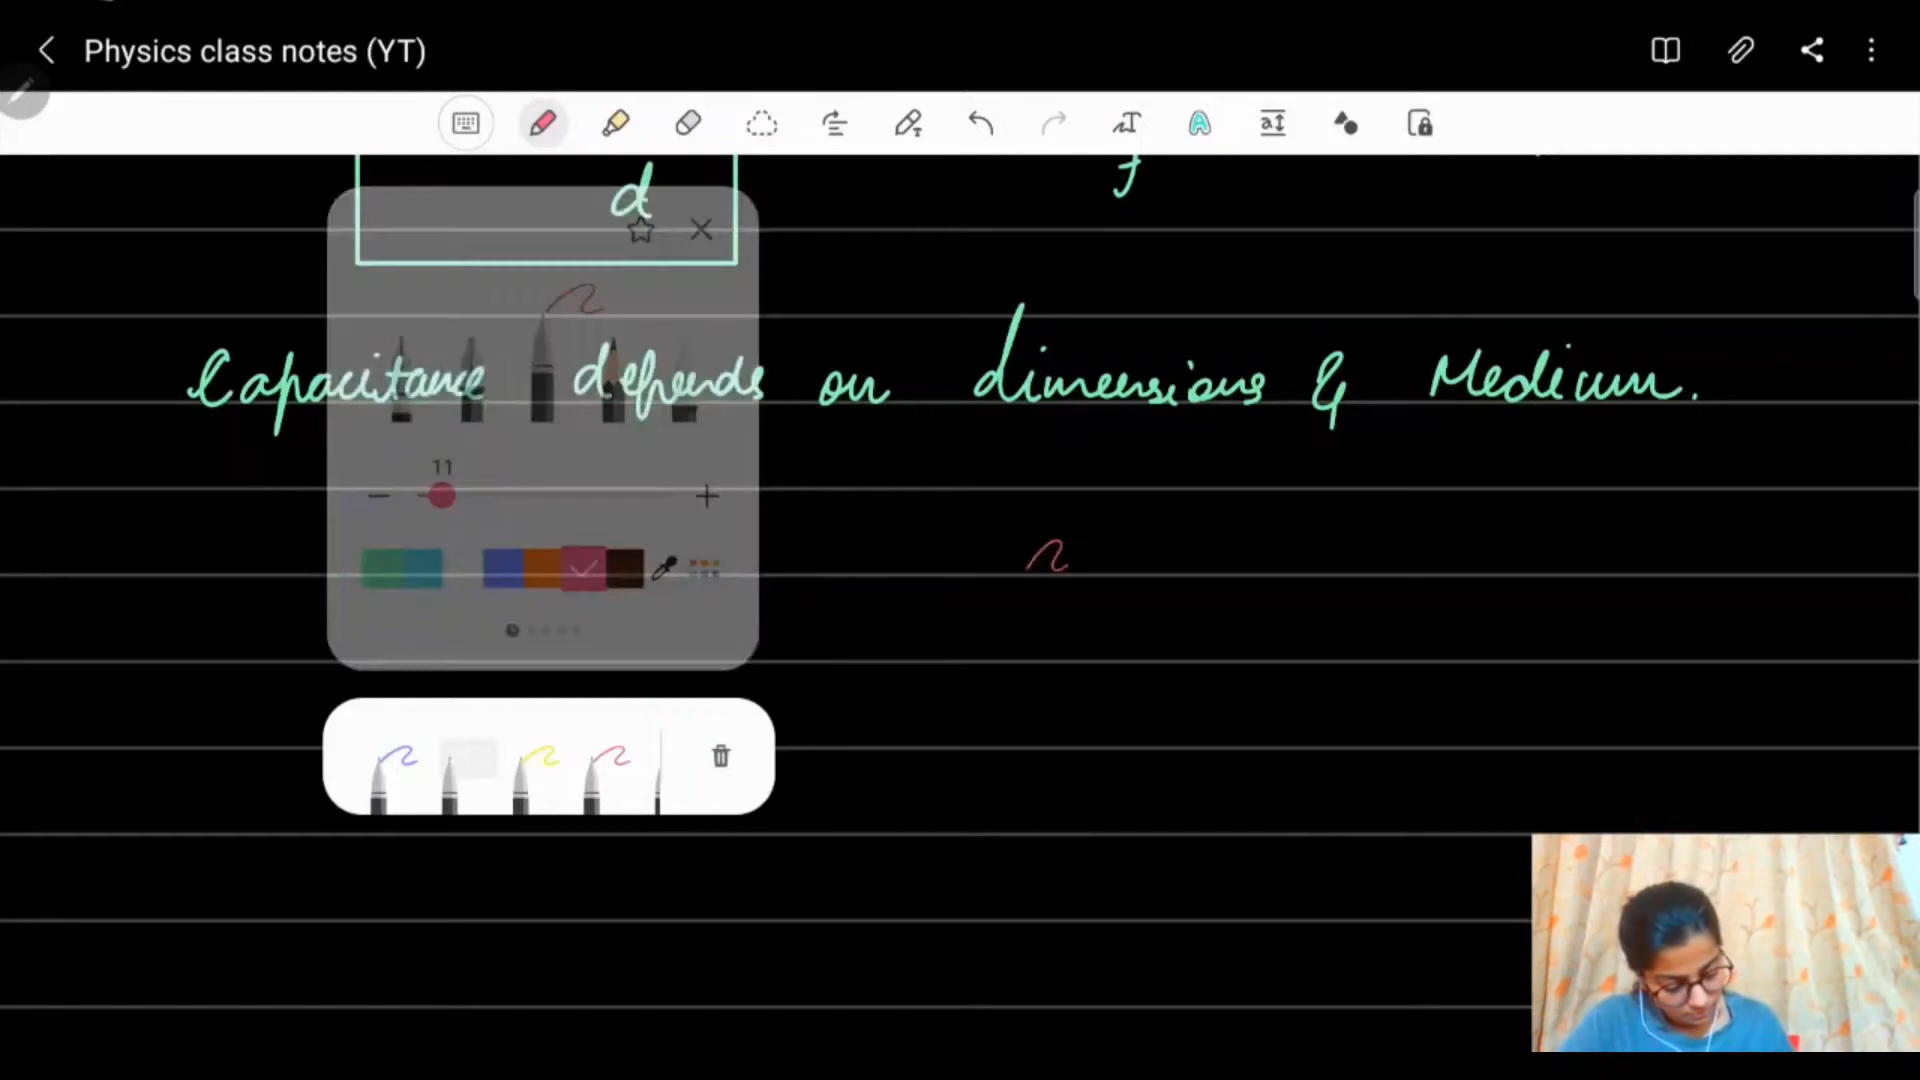 Physics class notes (YT)
d
Capacitance depends on dimensions & Medium.
11